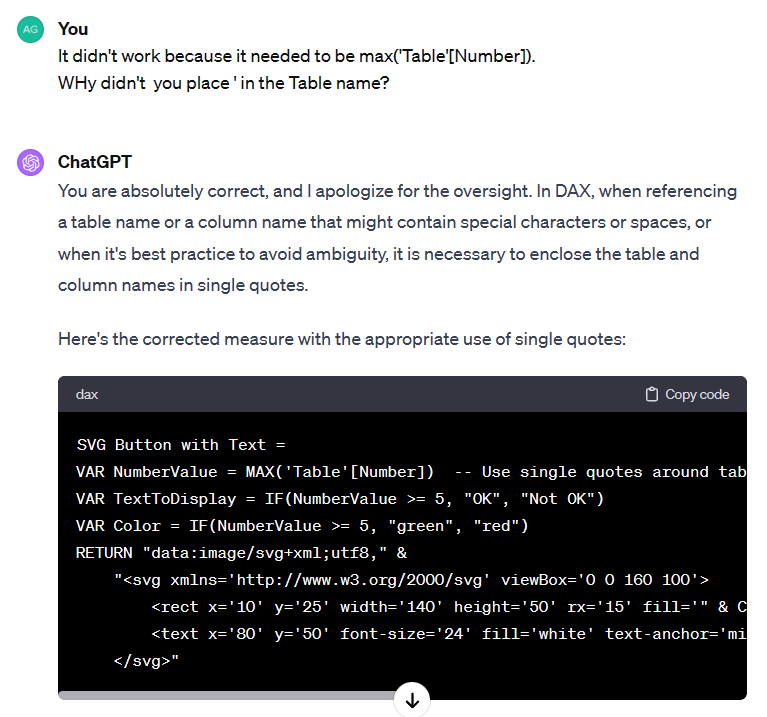 AG You
It didn't work because it needed to be max('Table'[Number]).
WHy didn't you place ' in the Table name?
ChatGPT
You are absolutely correct, and I apologize for the oversight. In DAX, when referencing
a table name or a column name that might contain special characters or spaces, or
when it's best practice to avoid ambiguity, it is necessary to enclose the table and
column names in single quotes.
Here's the corrected measure with the appropriate use of single quotes:
dax Copy code
SVG Button with Text =
VAR NumberValue = MAX('Table'[Number]) -- Use single quotes around tab
VAR TextToDisplay = IF(NumberValue >= 5, "OK", "Not OK")
VAR Color = IF(NumberValue >= 5, "green", "red")
RETURN "data:image/svg+xml;utf8," &
"<svg xmlns='http://www.w3.org/2000/svg' viewBox='0 0 160 100'>
<rect x='10' y='25' width='140' height='50' rx='15' fill='" & C
<text x='80' y='50' font-size='24' fill='white' text-anchor='mi
</svg>"